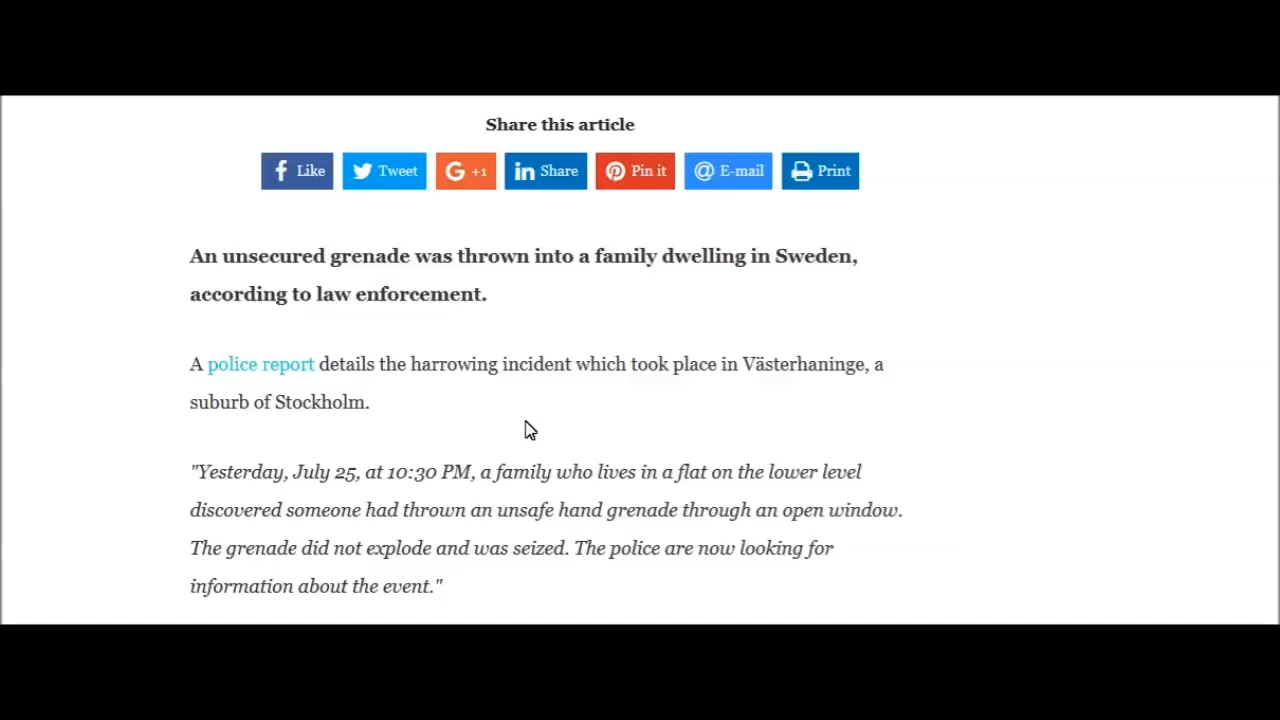 Share this article
Like Tweet +1 Share Pin it E-mail Print
An unsecured grenade was thrown into a family dwelling in Sweden,
according to law enforcement.
A police report details the harrowing incident which took place in Västerhaninge, a
suburb of Stockholm.
"Yesterday, July 25, at 10:30 PM, a family who lives in a flat on the lower level
discovered someone had thrown an unsafe hand grenade through an open window.
The grenade did not explode and was seized. The police are now looking for
information about the event."